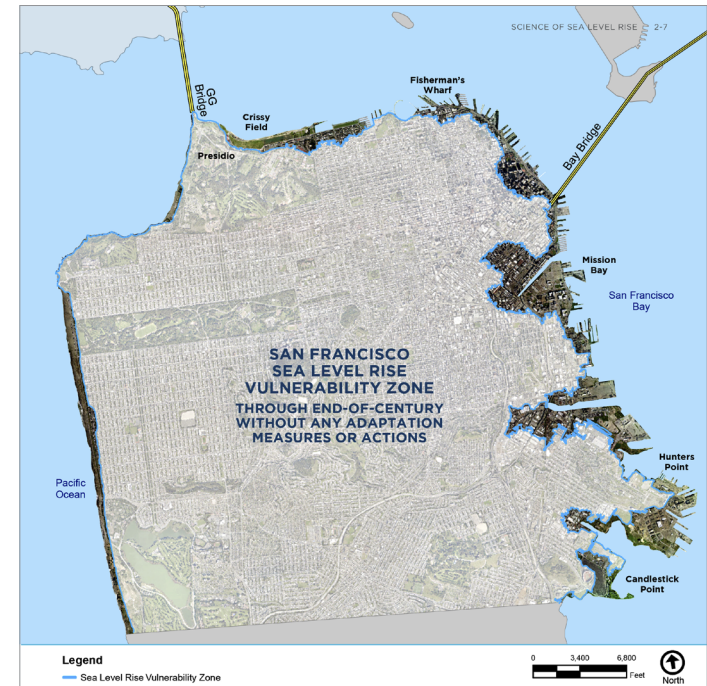 SCIENCE OF SEA LEVEL RISE 2-7
GG
Bridge
Fisherman's
Wharf
Crissy
Field
Presidio
Bay Bridge
Mission
Bay
San Francisco
Bay
SAN FRANCISCO
SEA LEVEL RISE
VULNERABILITY ZONE
THROUGH END-OF-CENTURY
WITHOUT ANY ADAPTATION
MEASURES OR ACTIONS
Hunters
Point
Pacific
Ocean
Candlestick
Point
Legend
Sea Level Rise Vulnerability Zone
0 3,400 6,800
Feet
North